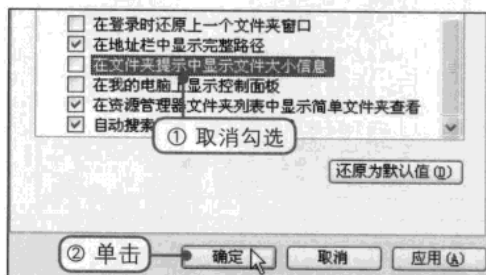 在登录时还原上一个文件夹窗口
在地址栏中显示完整路径
在文件夹提示中显示文件大小信息
在我的电脑上显示控制面板
在资源管理器文件夹列表中显示简单文件夹查看
自动搜索
① 取消勾选
还原为默认值(D)
② 单击
确定
取消
应用(A)